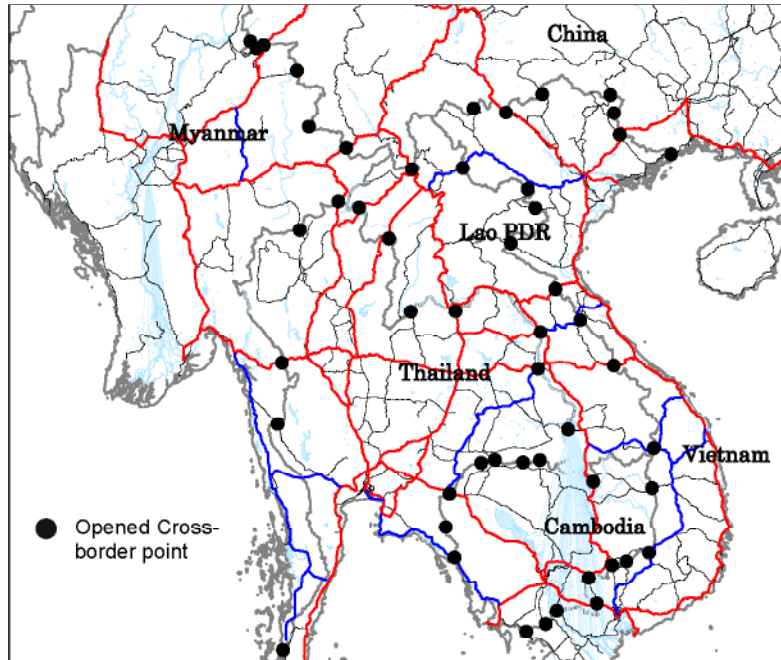 China
Myanmar
Lao PDR
Thailand
Vietnam
Cambodia
Opened Cross-
border point